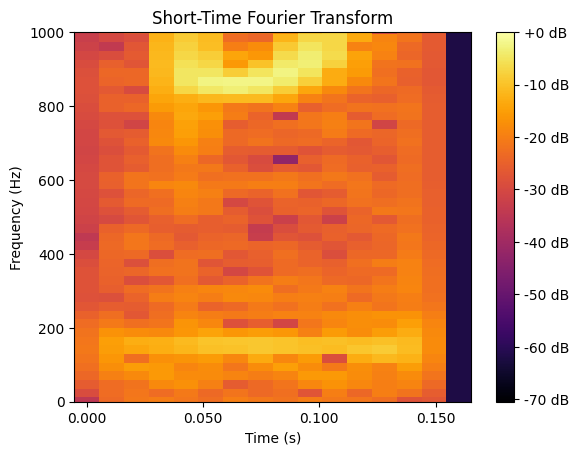 Short-Time Fourier Transform
1000
800
600
400
200
0
Frequency (Hz)
0.000
0.050
0.100
0.150
Time (s)
+0 dB
-10 dB
-20 dB
-30 dB
-40 dB
-50 dB
-60 dB
-70 dB